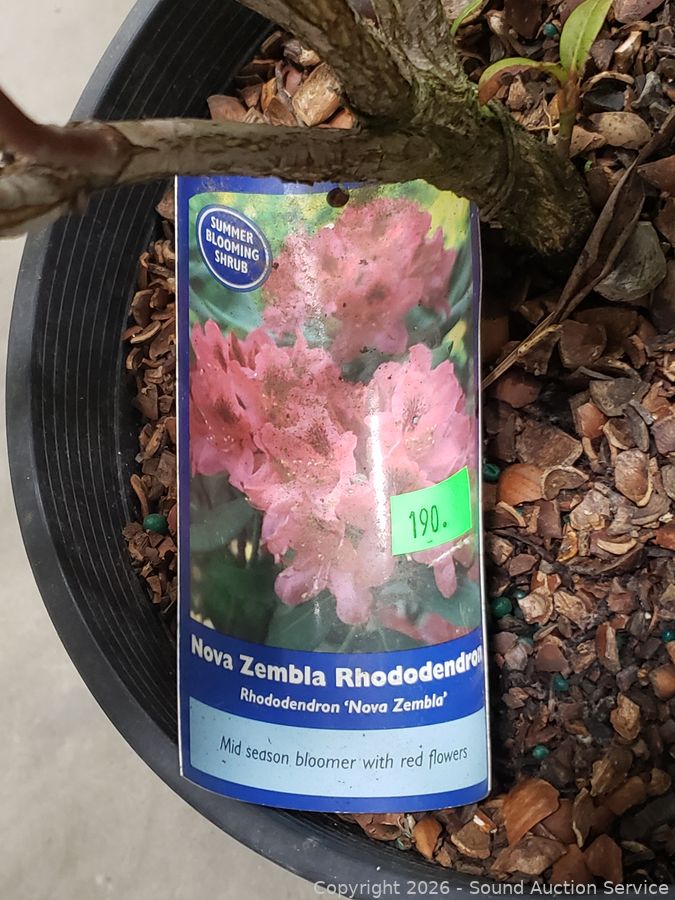 SUMMER
BLOOMING
SHRUB
190.
Nova Zembla Rhododendron
Rhododendron ‘Nova Zembla’
Mid season bloomer with red flowers
Copyright 2026 - Sound Auction Service